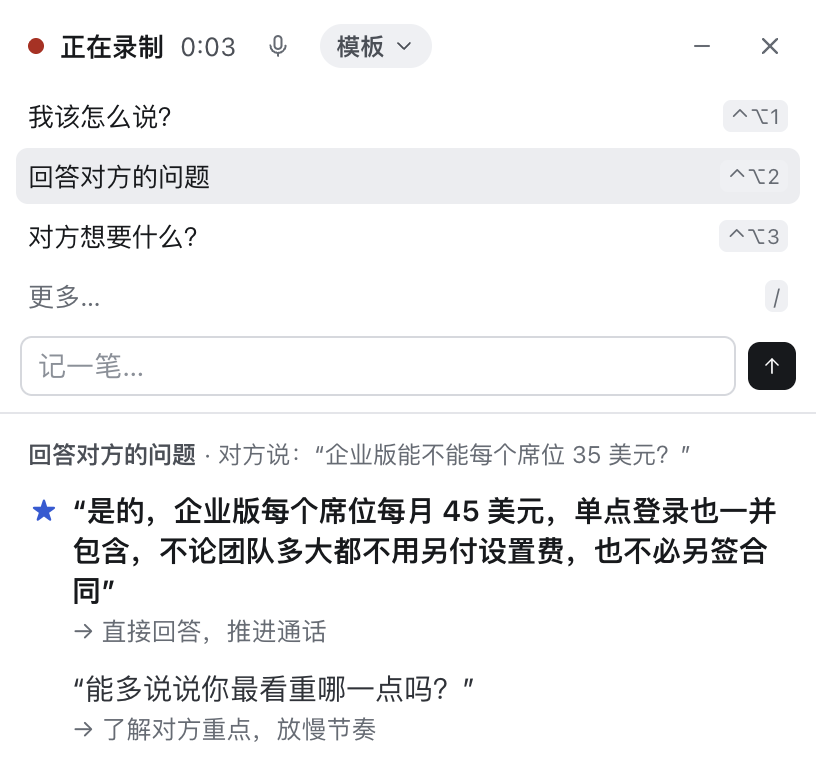 正在录制 0:03 模板
我该怎么说? ^⌥1
回答对方的问题 ^⌥2
对方想要什么? ^⌥3
更多... /
记一笔...
回答对方的问题 · 对方说：“企业版能不能每个席位 35 美元？”
“是的，企业版每个席位每月 45 美元，单点登录也一并
包含，不论团队多大都不用另付设置费，也不必另签合
同”
→ 直接回答，推进通话
“能多说说你最看重哪一点吗？”
→ 了解对方重点，放慢节奏